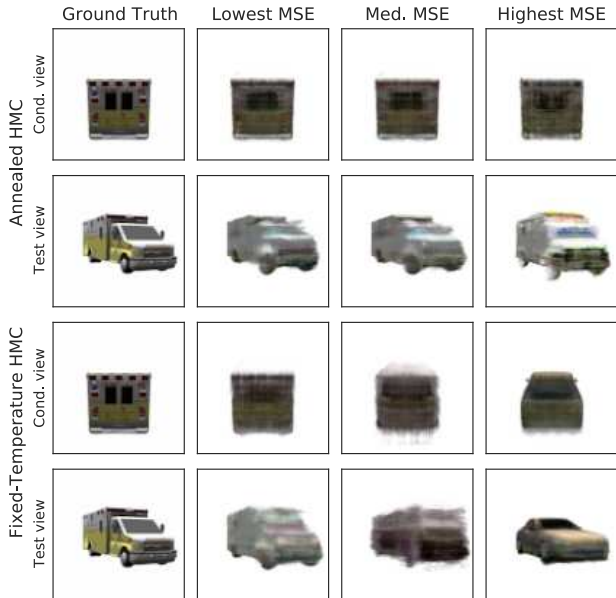 Ground Truth Lowest MSE Med. MSE Highest MSE
Annealed HMC
Cond. view
Test view
Fixed-Temperature HMC
Cond. view
Test view